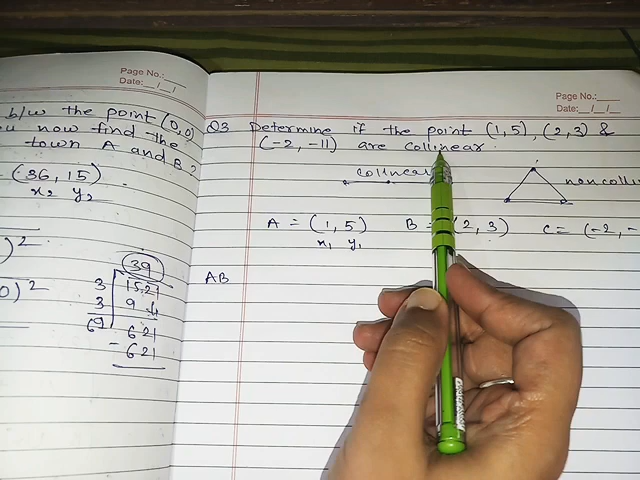 Page No.:
Date: / /
b/w the point (0,0)
u now find the
town A and B?
(36, 15)
x2 y2
)²
0)²
39
3 1521
3 9
69 621
- 621
Page No.:
Date: / /
Q3 Determine if the point (1,5), (2,3) &
(-2, -11) are collinear.
collinear
non colli
A = (1, 5) B = (2, 3) C = (-2, -
x1 y1
AB